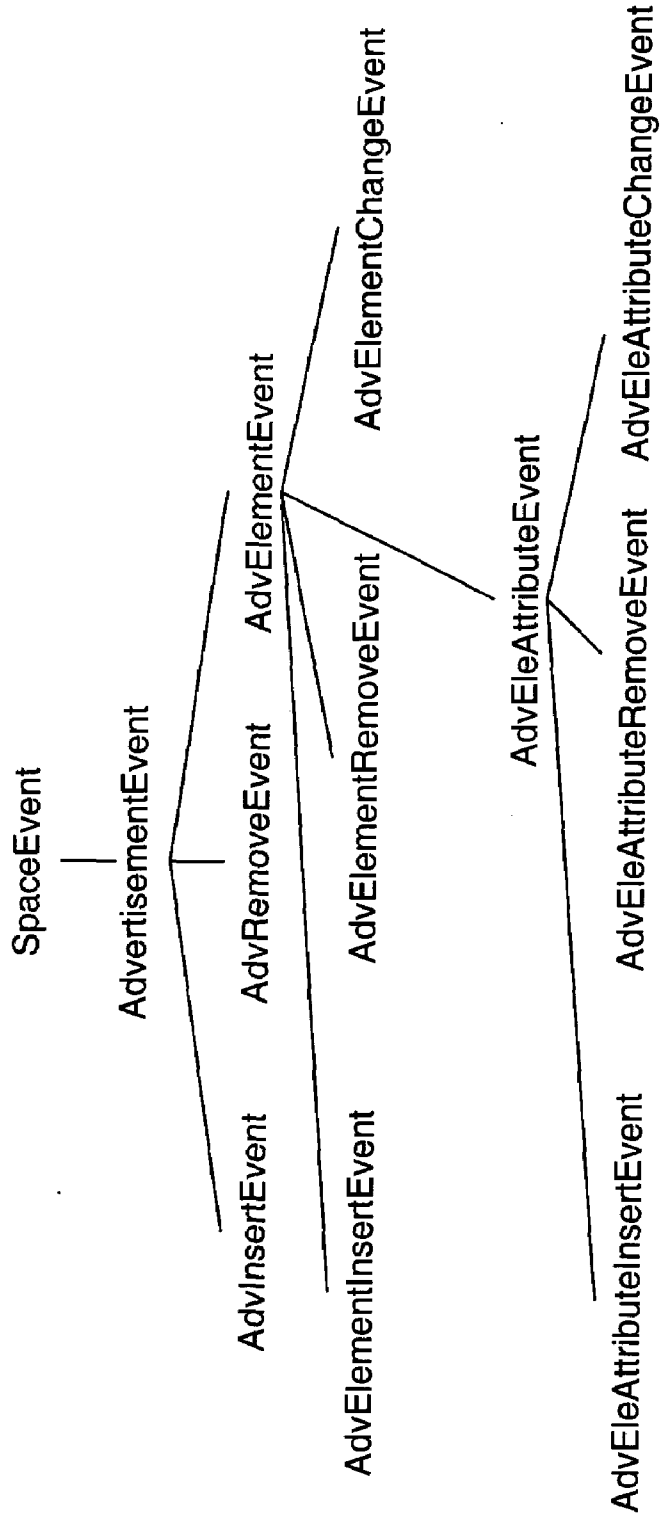 SpaceEvent
AdvertisementEvent
AdvInsertEvent
AdvRemoveEvent
AdvElementEvent
AdvElementInsertEvent
AdvElementRemoveEvent
AdvElementChangeEvent
AdvEleAttributeEvent
AdvEleAttributeInsertEvent
AdvEleAttributeRemoveEvent
AdvEleAttributeChangeEvent